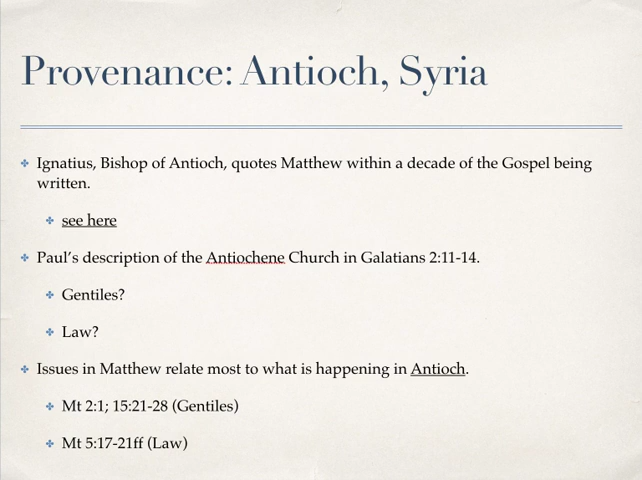 Provenance: Antioch, Syria
Ignatius, Bishop of Antioch, quotes Matthew within a decade of the Gospel being
written.
see here
Paul's description of the Antiochene Church in Galatians 2:11-14.
Gentiles?
Law?
Issues in Matthew relate most to what is happening in Antioch.
Mt 2:1; 15:21-28 (Gentiles)
Mt 5:17-21ff (Law)